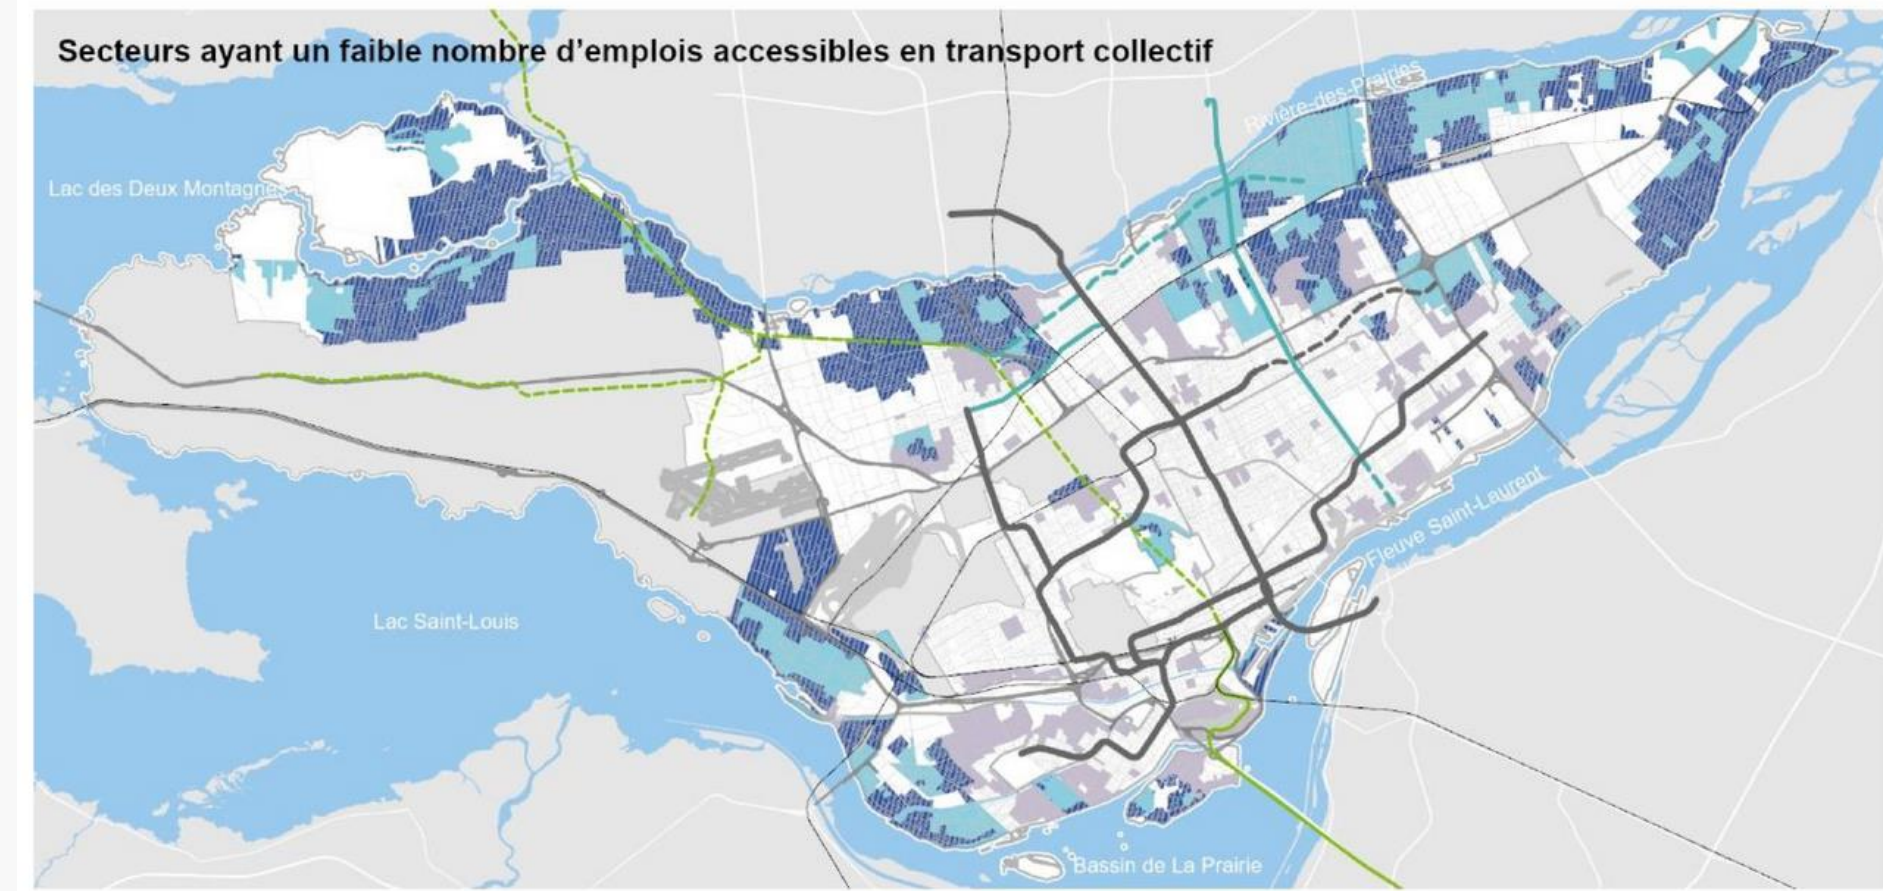 Secteurs ayant un faible nombre d'emplois accessibles en transport collectif
Rivière-des-Prairies
Lac des Deux Montagnes
Fleuve Saint-Laurent
Lac Saint-Louis
Bassin de La Prairie